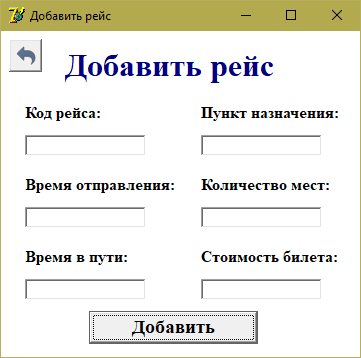 Добавить рейс
Добавить рейс
Код рейса:
Пункт назначения:
Время отправления:
Количество мест:
Время в пути:
Стоимость билета:
Добавить